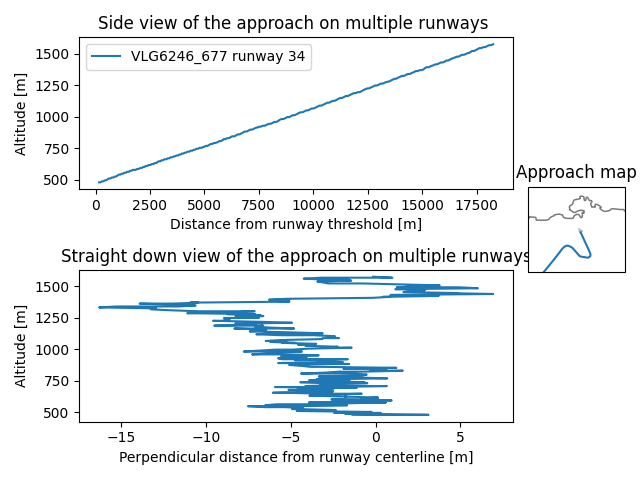 Side view of the approach on multiple runways
VLG6246_677 runway 34
1500
1250
1000
750
500
Altitude [m]
0 2500 5000 7500 10000 12500 15000 17500
Distance from runway threshold [m]
Approach map
Straight down view of the approach on multiple runways
1500
1250
1000
750
500
Altitude [m]
−15 −10 −5 0 5
Perpendicular distance from runway centerline [m]